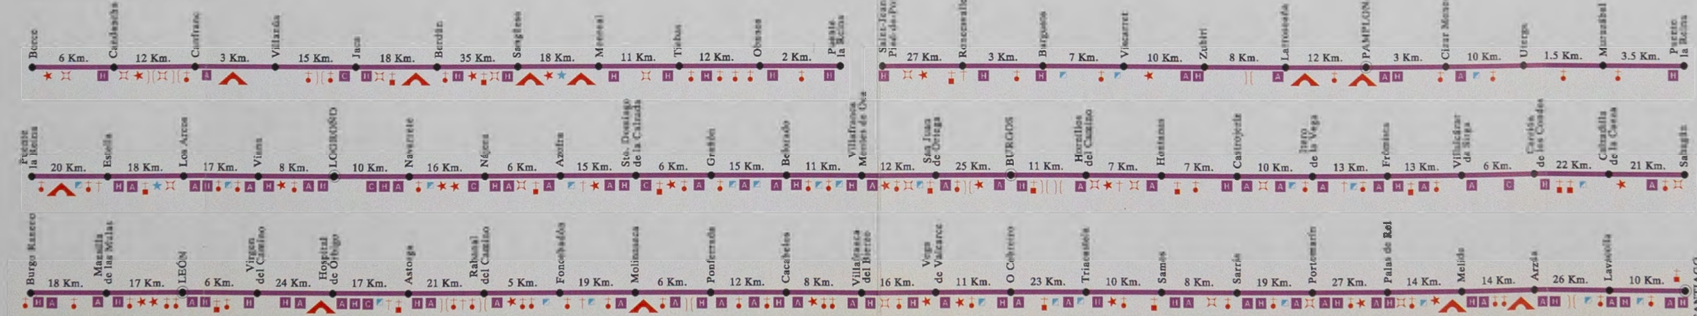 Borce Candanchú Canfranc Villanúa Jaca Berdún Sangüesa Monreal Tiebas Obanos Puente la Reina
6 Km. 12 Km. 3 Km. 15 Km. 18 Km. 35 Km. 18 Km. 11 Km. 12 Km. 2 Km.
Saint-Jean Roncesvalles Burguete Viscarret Zubiri Larrasoaña PAMPLONA Cizur Menor Uterga Muruzábal Puente la Reina
27 Km. 3 Km. 7 Km. 10 Km. 8 Km. 12 Km. 3 Km. 10 Km. 1.5 Km. 3.5 Km.
Puente la Reina Estella Los Arcos Viana LOGROÑO Navarrete Nájera Azofra Sto. Domingo de la Calzada Grañón Belorado Villafranca Montes de Oca San Juan de Ortega BURGOS Hornillos del Camino Hontanas Castrojeriz Itero de la Vega Frómista Villalcázar de Sirga Carrión de los Condes Calzadilla de la Cueza Sahagún
20 Km. 18 Km. 17 Km. 8 Km. 10 Km. 16 Km. 6 Km. 15 Km. 6 Km. 15 Km. 11 Km. 12 Km. 25 Km. 11 Km. 7 Km. 7 Km. 10 Km. 13 Km. 13 Km. 6 Km. 22 Km. 21 Km.
Burgo Ranero Mansilla de las Mulas LEÓN Virgen del Camino Hospital de Órbigo Astorga Rabanal del Camino Foncebadón Molinaseca Ponferrada Cacabelos Villafranca del Bierzo Vega de Valcarce O Cebreiro Triacastela Samos Sarria Portomarín Palas de Rei Melide Arzúa Lavacolla
18 Km. 17 Km. 6 Km. 24 Km. 17 Km. 21 Km. 5 Km. 19 Km. 6 Km. 12 Km. 8 Km. 16 Km. 11 Km. 23 Km. 10 Km. 8 Km. 19 Km. 27 Km. 14 Km. 14 Km. 26 Km. 10 Km.